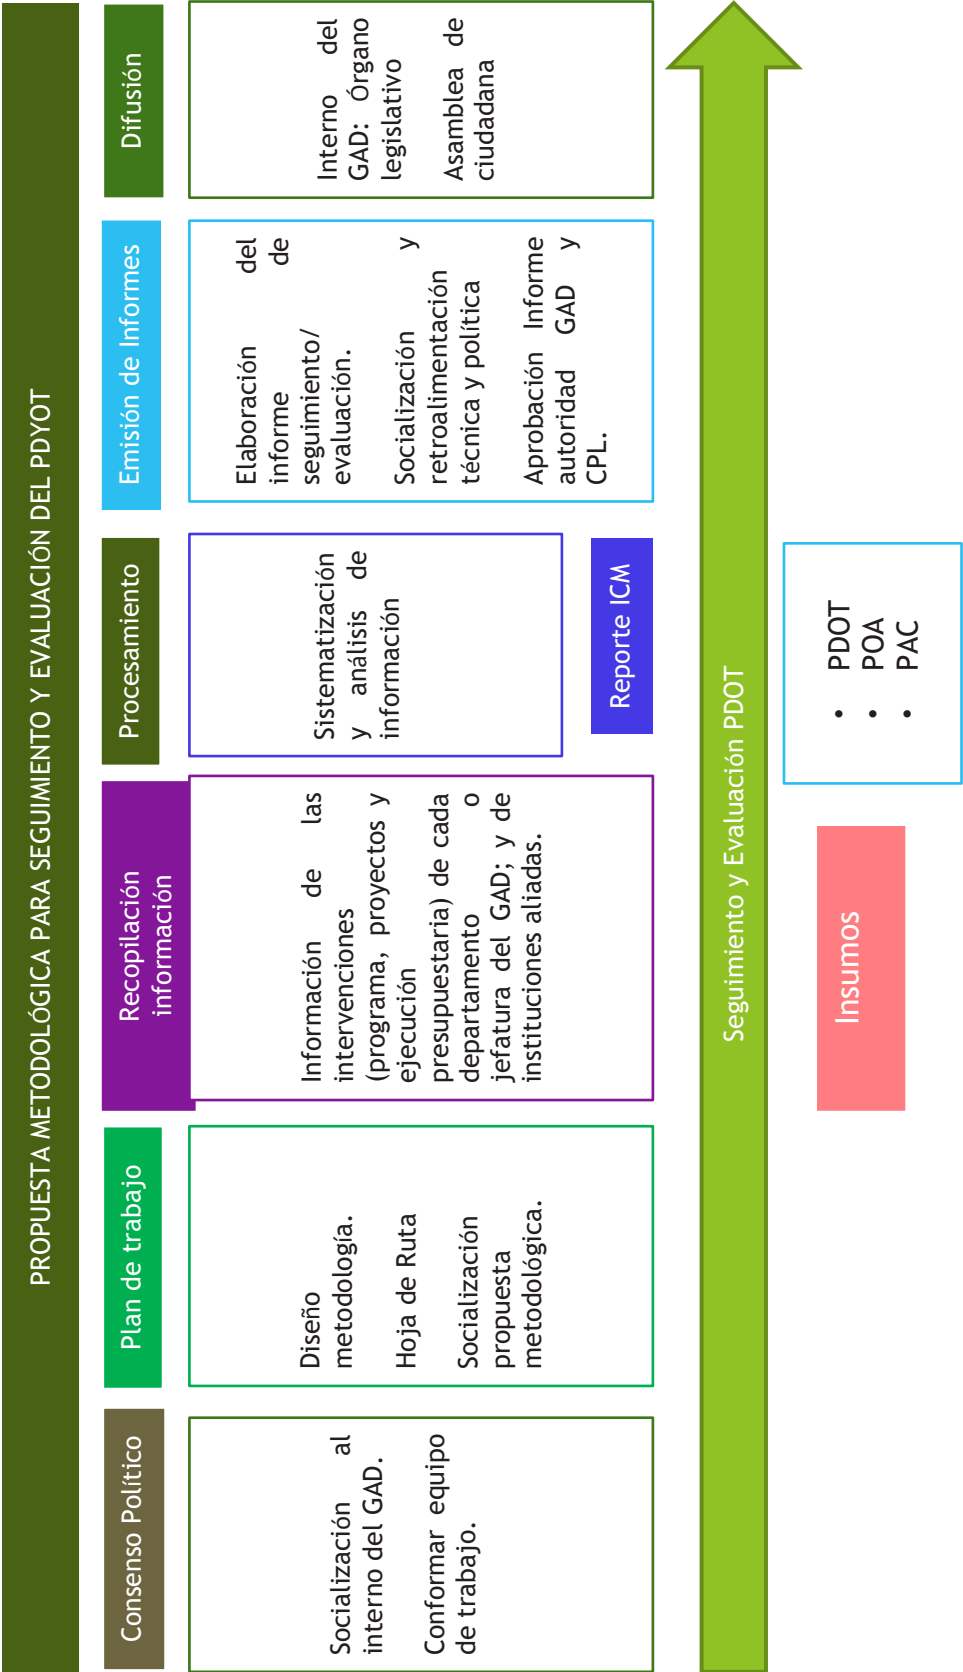 PROPUESTA METODOLÓGICA PARA SEGUIMIENTO Y EVALUACIÓN DEL PDYOT
Consenso Político
Socialización al
interno del GAD.
Conformar equipo
de trabajo.
Plan de trabajo
Diseño
metodología.
Hoja de Ruta
Socialización
propuesta
metodológica.
Recopilación
información
Información de las
intervenciones
(programa, proyectos y
ejecución
presupuestaria) de cada
departamento o
jefatura del GAD; y de
instituciones aliadas.
Procesamiento
Sistematización
y análisis de
información
Reporte ICM
Emisión de Informes
Elaboración del
informe de
seguimiento/
evaluación.
Socialización y
retroalimentación
técnica y política
Aprobación Informe
autoridad GAD y
CPL.
Difusión
Interno del
GAD: Órgano
legislativo
Asamblea de
ciudadana
Seguimiento y Evaluación PDOT
Insumos
• PDOT
• POA
• PAC